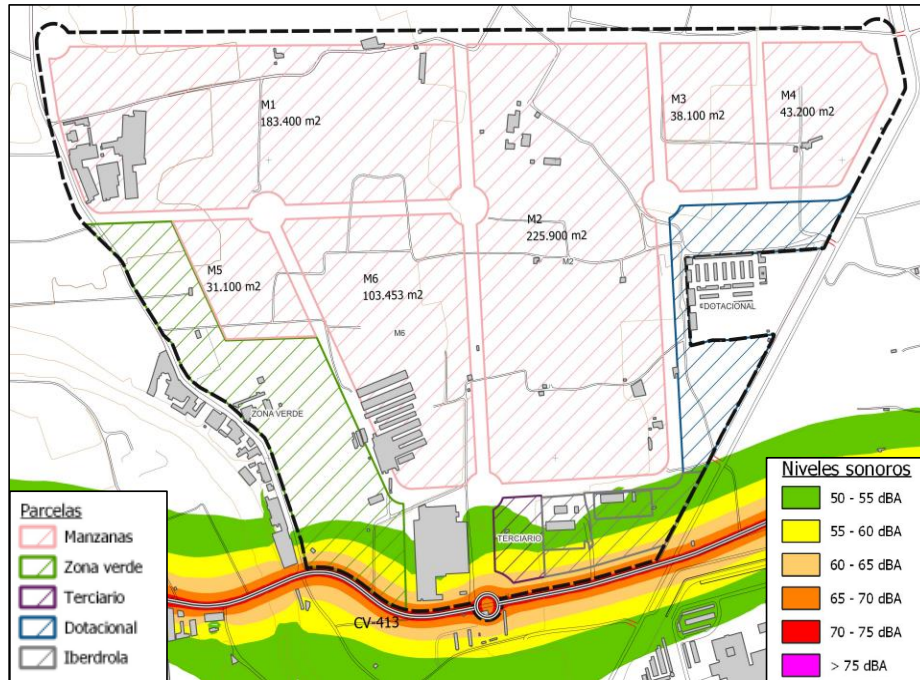 M1
183.400 m2
M3
38.100 m2
M4
43.200 m2
M2
225.900 m2
M2
M5
31.100 m2
M6
103.453 m2
M6
DOTACIONAL
ZONA VERDE
TERCIARIO
CV-413
Parcelas
Manzanas
Zona verde
Terciario
Dotacional
Iberdrola
Niveles sonoros
50 - 55 dBA
55 - 60 dBA
60 - 65 dBA
65 - 70 dBA
70 - 75 dBA
> 75 dBA